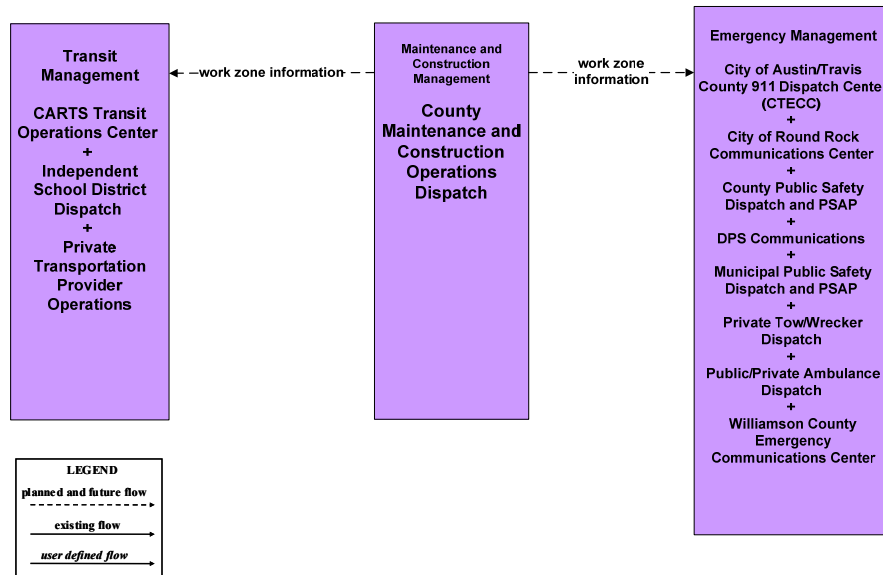 Transit
Management
CARTS Transit
Operations Center
+
Independent
School District
Dispatch
+
Private
Transportation
Provider
Operations
work zone information
Maintenance and
Construction
Management
County
Maintenance and
Construction
Operations
Dispatch
work zone
information
Emergency Management
City of Austin/Travis
County 911 Dispatch Cente
(CTECC)
+
City of Round Rock
Communications Center
+
County Public Safety
Dispatch and PSAP
+
DPS Communications
+
Municipal Public Safety
Dispatch and PSAP
+
Private Tow/Wrecker
Dispatch
+
Public/Private Ambulance
Dispatch
+
Williamson County
Emergency
Communications Center
LEGEND
planned and future flow
existing flow
user defined flow